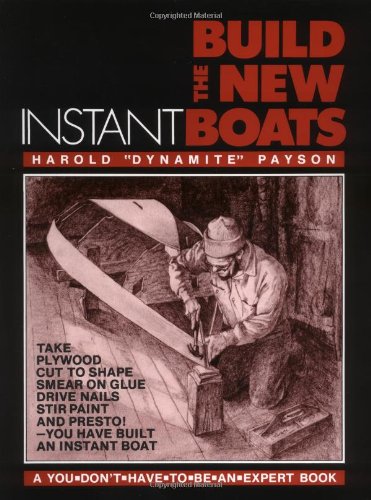 BUILD
THE NEW
INSTANT BOATS
HAROLD "DYNAMITE" PAYSON
TAKE
PLYWOOD
CUT TO SHAPE
SMEAR ON GLUE
DRIVE NAILS
STIR PAINT
AND PRESTO!
—YOU HAVE BUILT
AN INSTANT BOAT
A YOU▪DON'T▪HAVE▪TO▪BE▪AN▪EXPERT BOOK